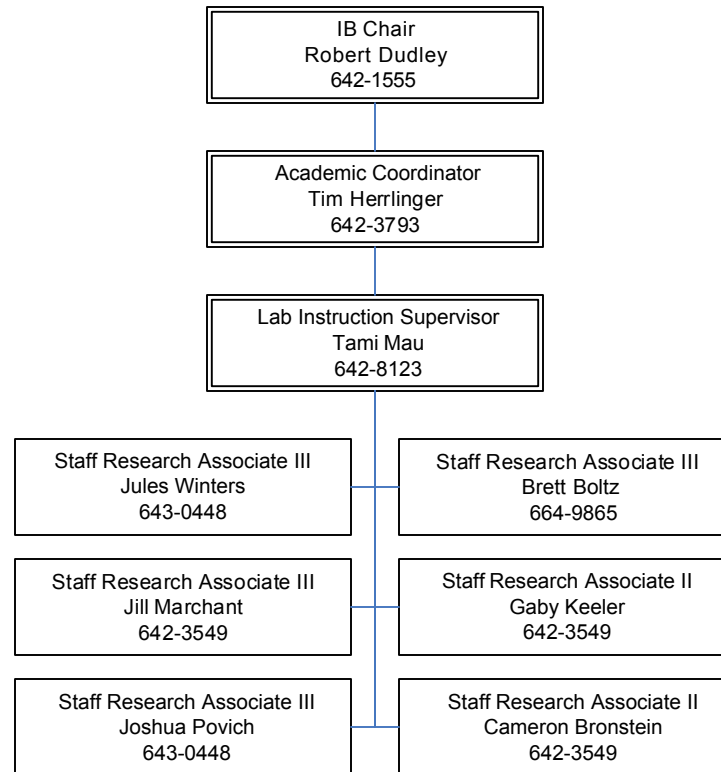 IB Chair
Robert Dudley
642-1555
Academic Coordinator
Tim Herrlinger
642-3793
Lab Instruction Supervisor
Tami Mau
642-8123
Staff Research Associate III
Jules Winters
643-0448
Staff Research Associate III
Brett Boltz
664-9865
Staff Research Associate III
Jill Marchant
642-3549
Staff Research Associate II
Gaby Keeler
642-3549
Staff Research Associate III
Joshua Povich
643-0448
Staff Research Associate II
Cameron Bronstein
642-3549